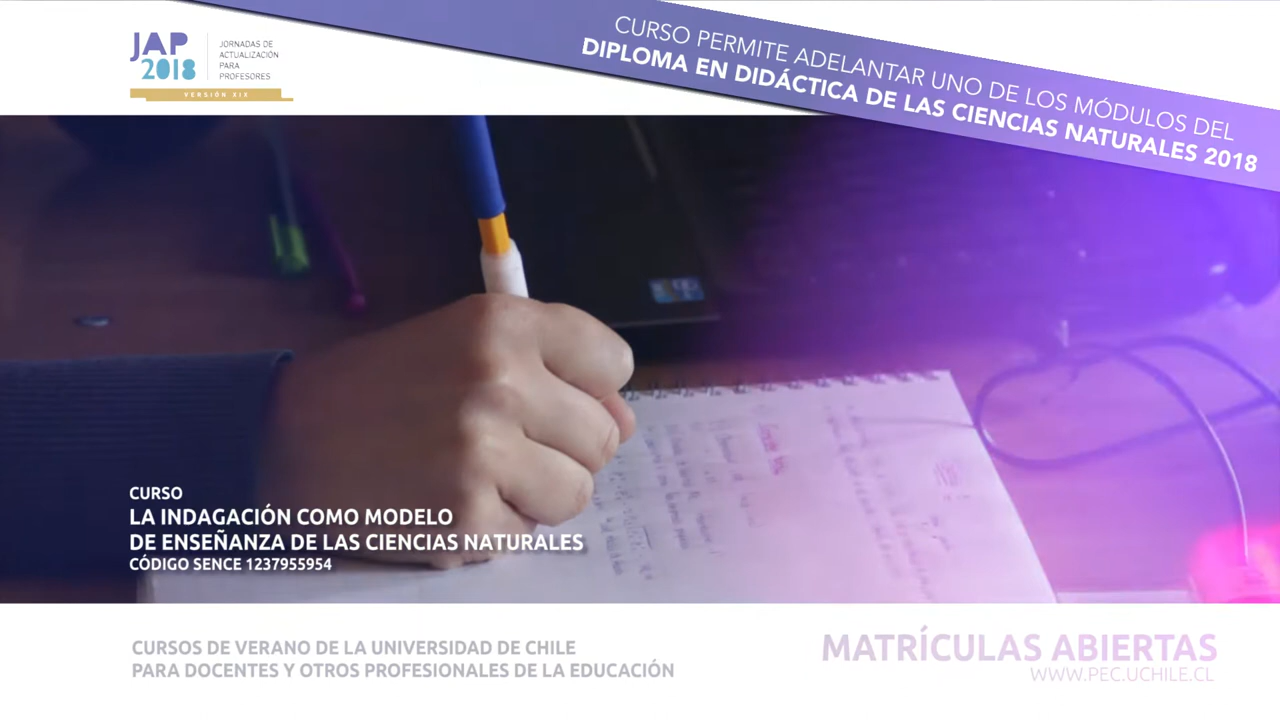 JAP
2018
JORNADAS DE
ACTUALIZACIÓN
PARA
PROFESORES
VERSIÓN XIX
CURSO PERMITE ADELANTAR UNO DE LOS MÓDULOS DEL
DIPLOMA EN DIDÁCTICA DE LAS CIENCIAS NATURALES 2018
CURSO
LA INDAGACIÓN COMO MODELO
DE ENSEÑANZA DE LAS CIENCIAS NATURALES
CÓDIGO SENCE 1237955954
CURSOS DE VERANO DE LA UNIVERSIDAD DE CHILE
PARA DOCENTES Y OTROS PROFESIONALES DE LA EDUCACIÓN
MATRÍCULAS ABIERTAS
WWW.PEC.UCHILE.CL